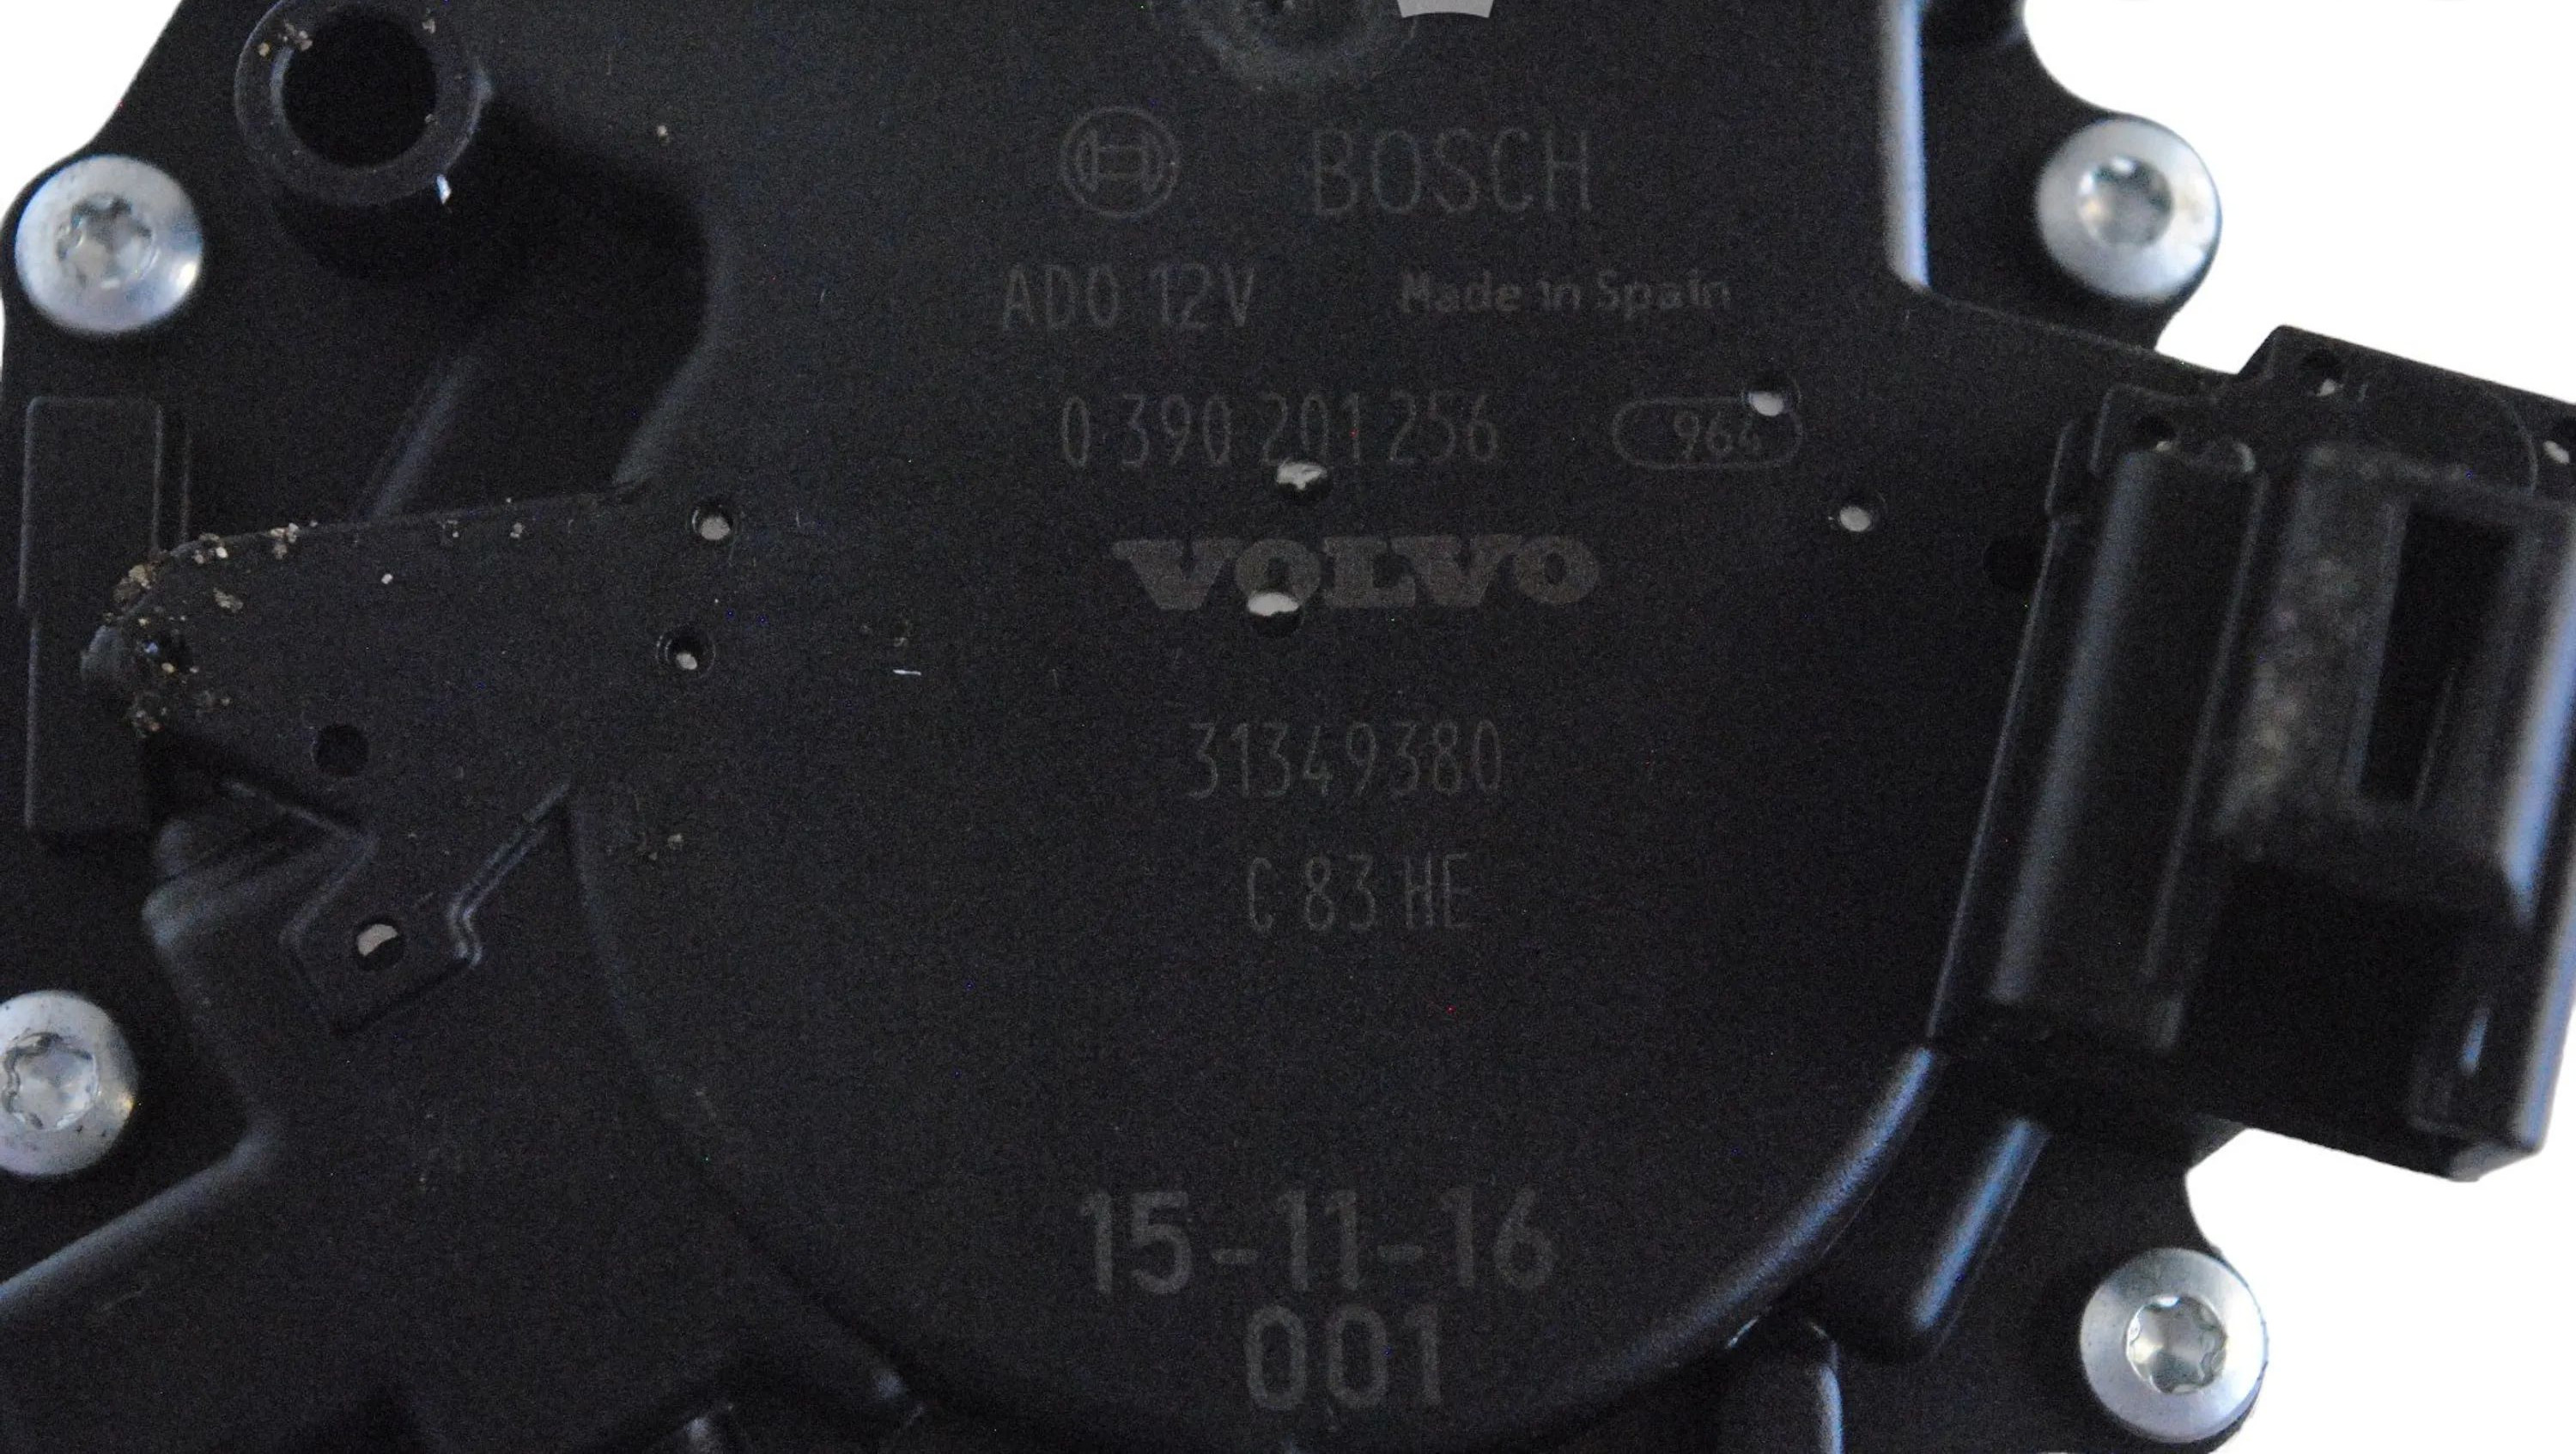 BOSCH
ADO 12V Made in Spain
0 390 201 256 964
VOLVO
31349380
C 83 HE
15-11-16
001